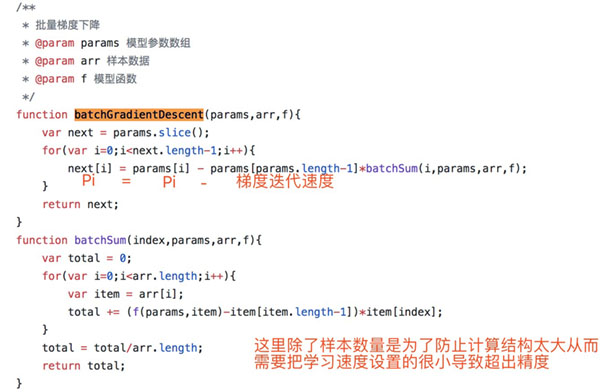 /**
 * 批量梯度下降
 * @param params 模型参数数组
 * @param arr 样本数据
 * @param f 模型函数
 */
function batchGradientDescent(params,arr,f){
    var next = params.slice();
    for(var i=0;i<next.length-1;i++){
        next[i] = params[i] - params[params.length-1]*batchSum(i,params,arr,f);
        Pi = Pi - 梯度迭代速度
    }
    return next;
}
function batchSum(index,params,arr,f){
    var total = 0;
    for(var i=0;i<arr.length;i++){
        var item = arr[i];
        total += (f(params,item)-item[item.length-1])*item[index];
    }
    total = total/arr.length;
    return total;
}
这里除了样本数量是为了防止计算结构太大从而
需要把学习速度设置的很小导致超出精度